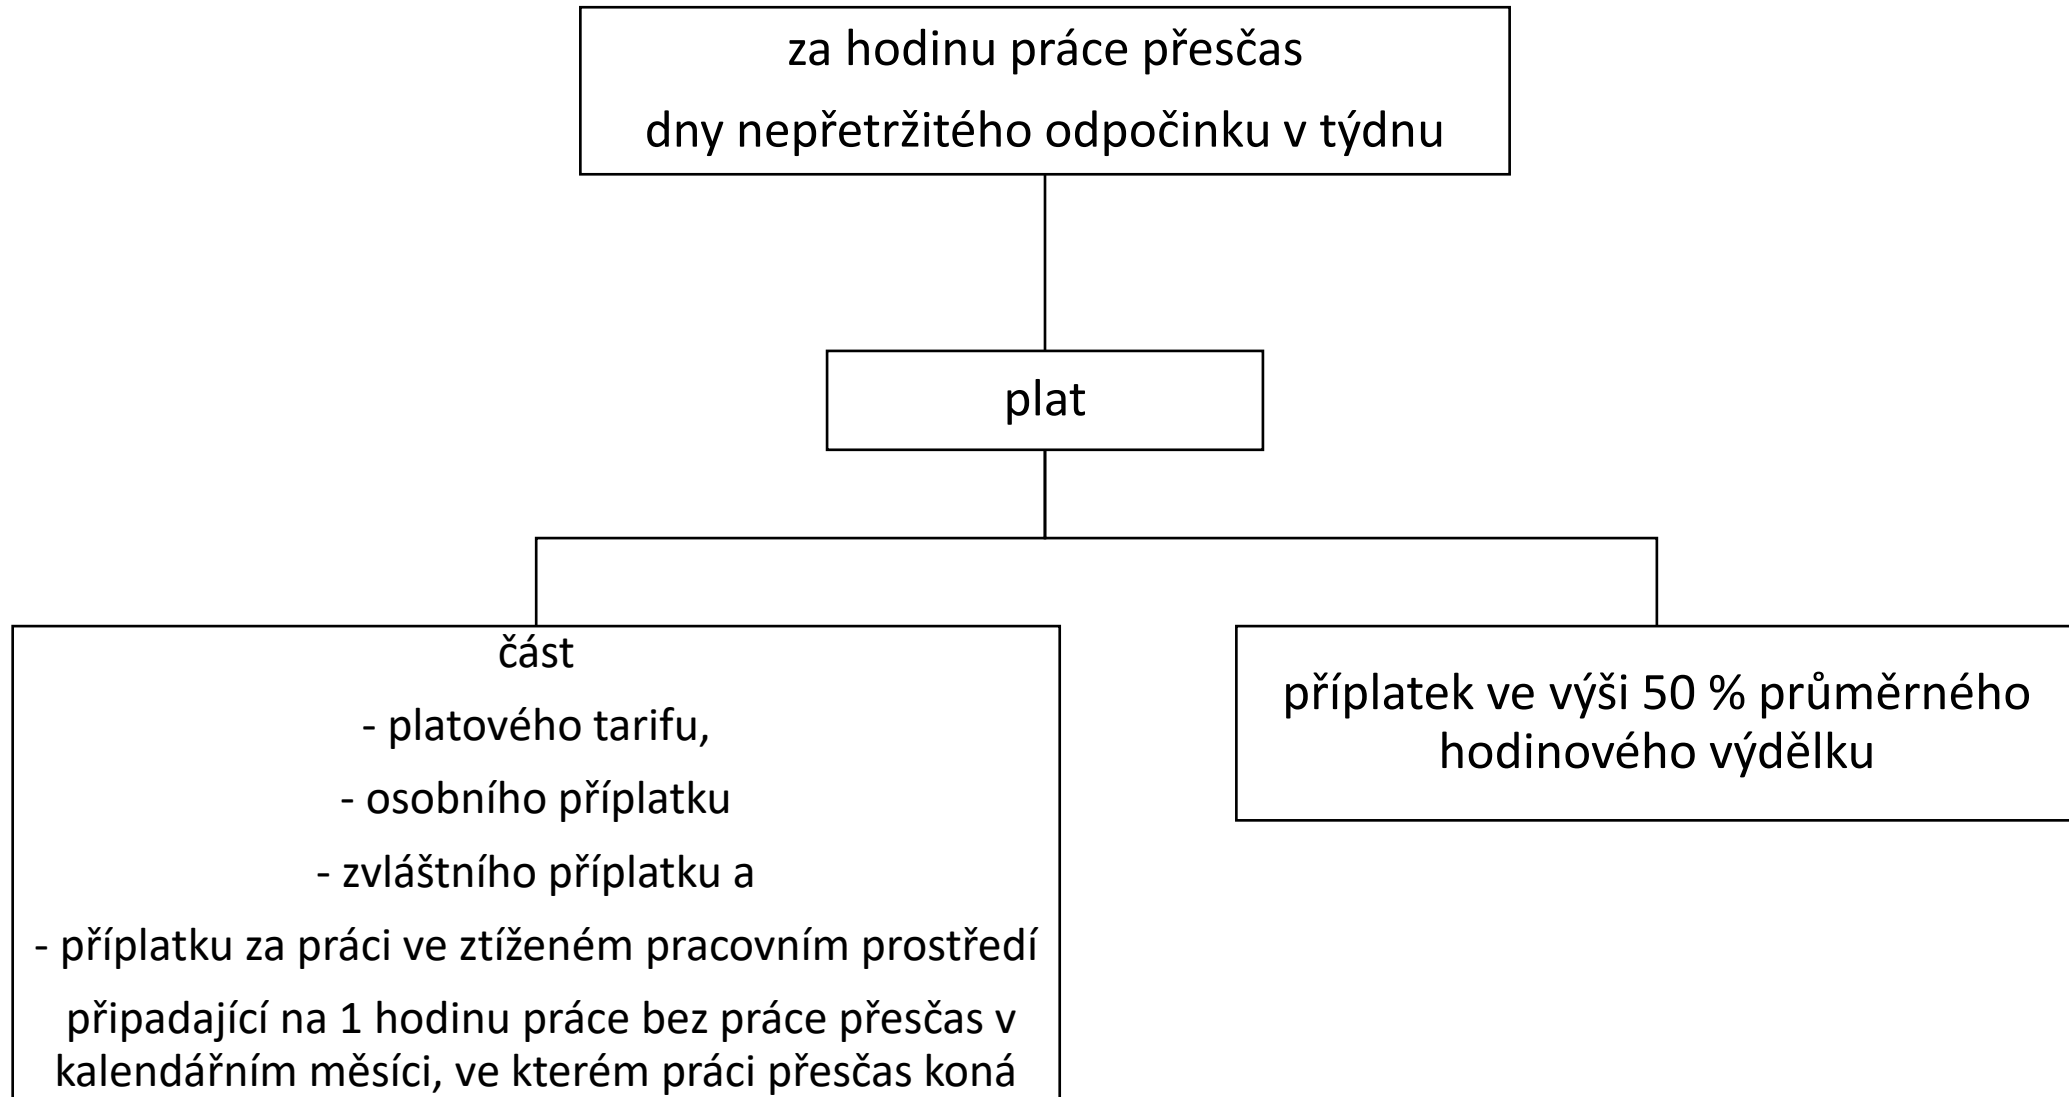 za hodinu práce přesčas
dny nepřetržitého odpočinku v týdnu
plat
část
- platového tarifu,
- osobního příplatku
- zvláštního příplatku a
- příplatku za práci ve ztíženém pracovním prostředí
připadající na 1 hodinu práce bez práce přesčas v
kalendářním měsíci, ve kterém práci přesčas koná
příplatek ve výši 50 % průměrného
hodinového výdělku